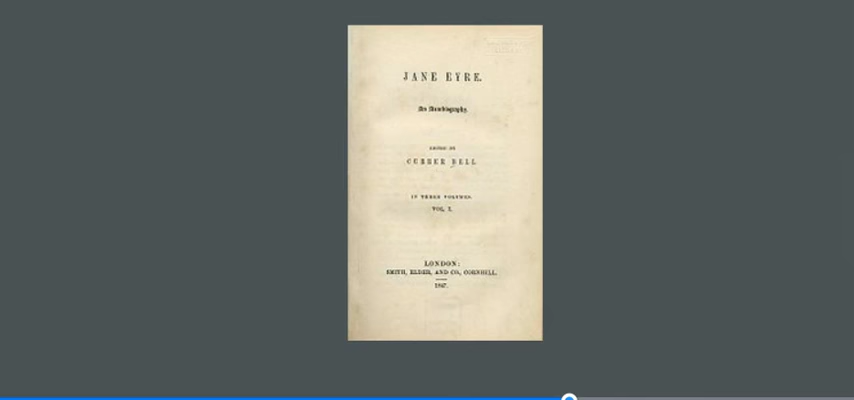 JANE EYRE.
An Autobiography.
EDITED BY
CURRER BELL
IN THREE VOLUMES.
VOL. I.
LONDON:
SMITH, ELDER, AND CO., CORNHILL.
1847.